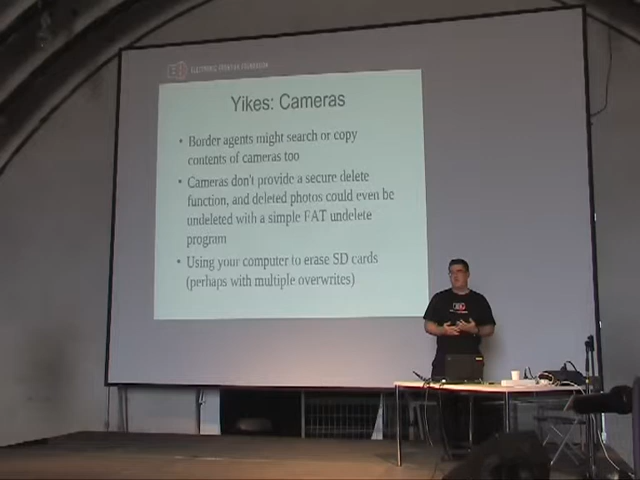 ELECTRONIC FRONTIER FOUNDATION
Yikes: Cameras
• Border agents might search or copy
contents of cameras too
• Cameras don't provide a secure delete
function, and deleted photos could even be
undeleted with a simple FAT undelete
program
• Using your computer to erase SD cards
(perhaps with multiple overwrites)